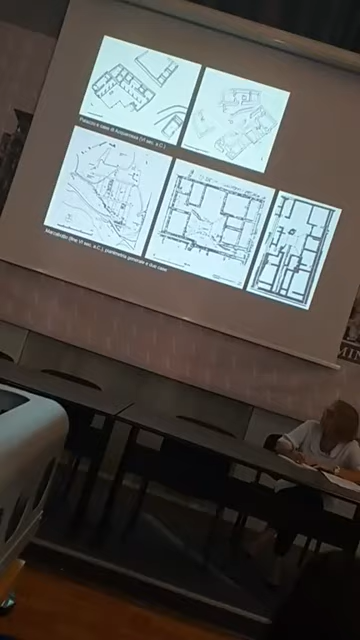 Palazzo e case di Acquarossa (VI sec. a.C.)
Marzabotto (fine VI sec. a.C.), planimetria generale e due case